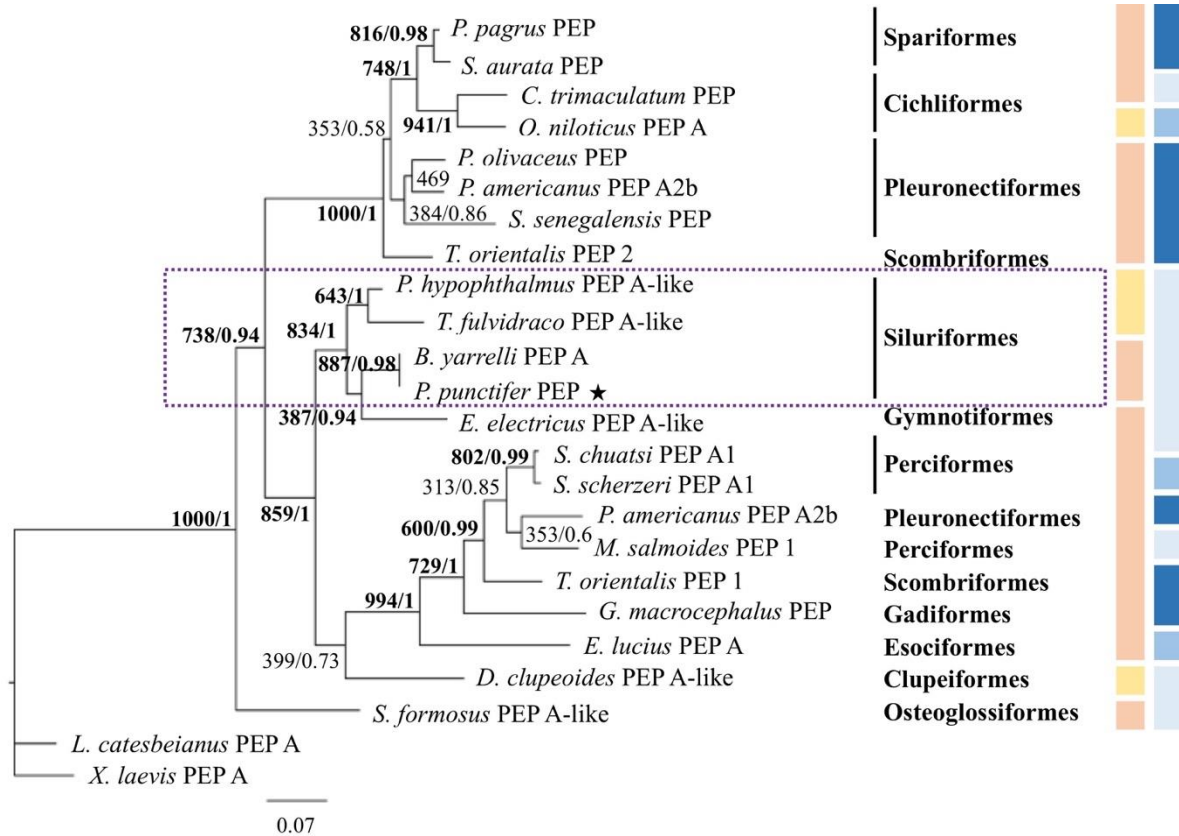 816/0.98 P. pagrus PEP Spariformes
748/1 S. aurata PEP
C. trimaculatum PEP Cichliformes
353/0.58 941/1 O. niloticus PEP A
P. olivaceus PEP
469 P. americanus PEP A2b Pleuronectiformes
1000/1 384/0.86 S. senegalensis PEP
T. orientalis PEP 2 Scombriformes
643/1 P. hypophthalmus PEP A-like
738/0.94 834/1 T. fulvidraco PEP A-like Siluriformes
887/0.98 B. yarrelli PEP A
P. punctifer PEP ★
387/0.94 E. electricus PEP A-like Gymnotiformes
802/0.99 S. chuatsi PEP A1 Perciformes
313/0.85 S. scherzeri PEP A1
1000/1 859/1 600/0.99 P. americanus PEP A2b Pleuronectiformes
353/0.6 M. salmoides PEP 1 Perciformes
729/1 T. orientalis PEP 1 Scombriformes
994/1 G. macrocephalus PEP Gadiformes
E. lucius PEP A Esociformes
399/0.73 D. clupeoides PEP A-like Clupeiformes
S. formosus PEP A-like Osteoglossiformes
L. catesbeianus PEP A
X. laevis PEP A
0.07